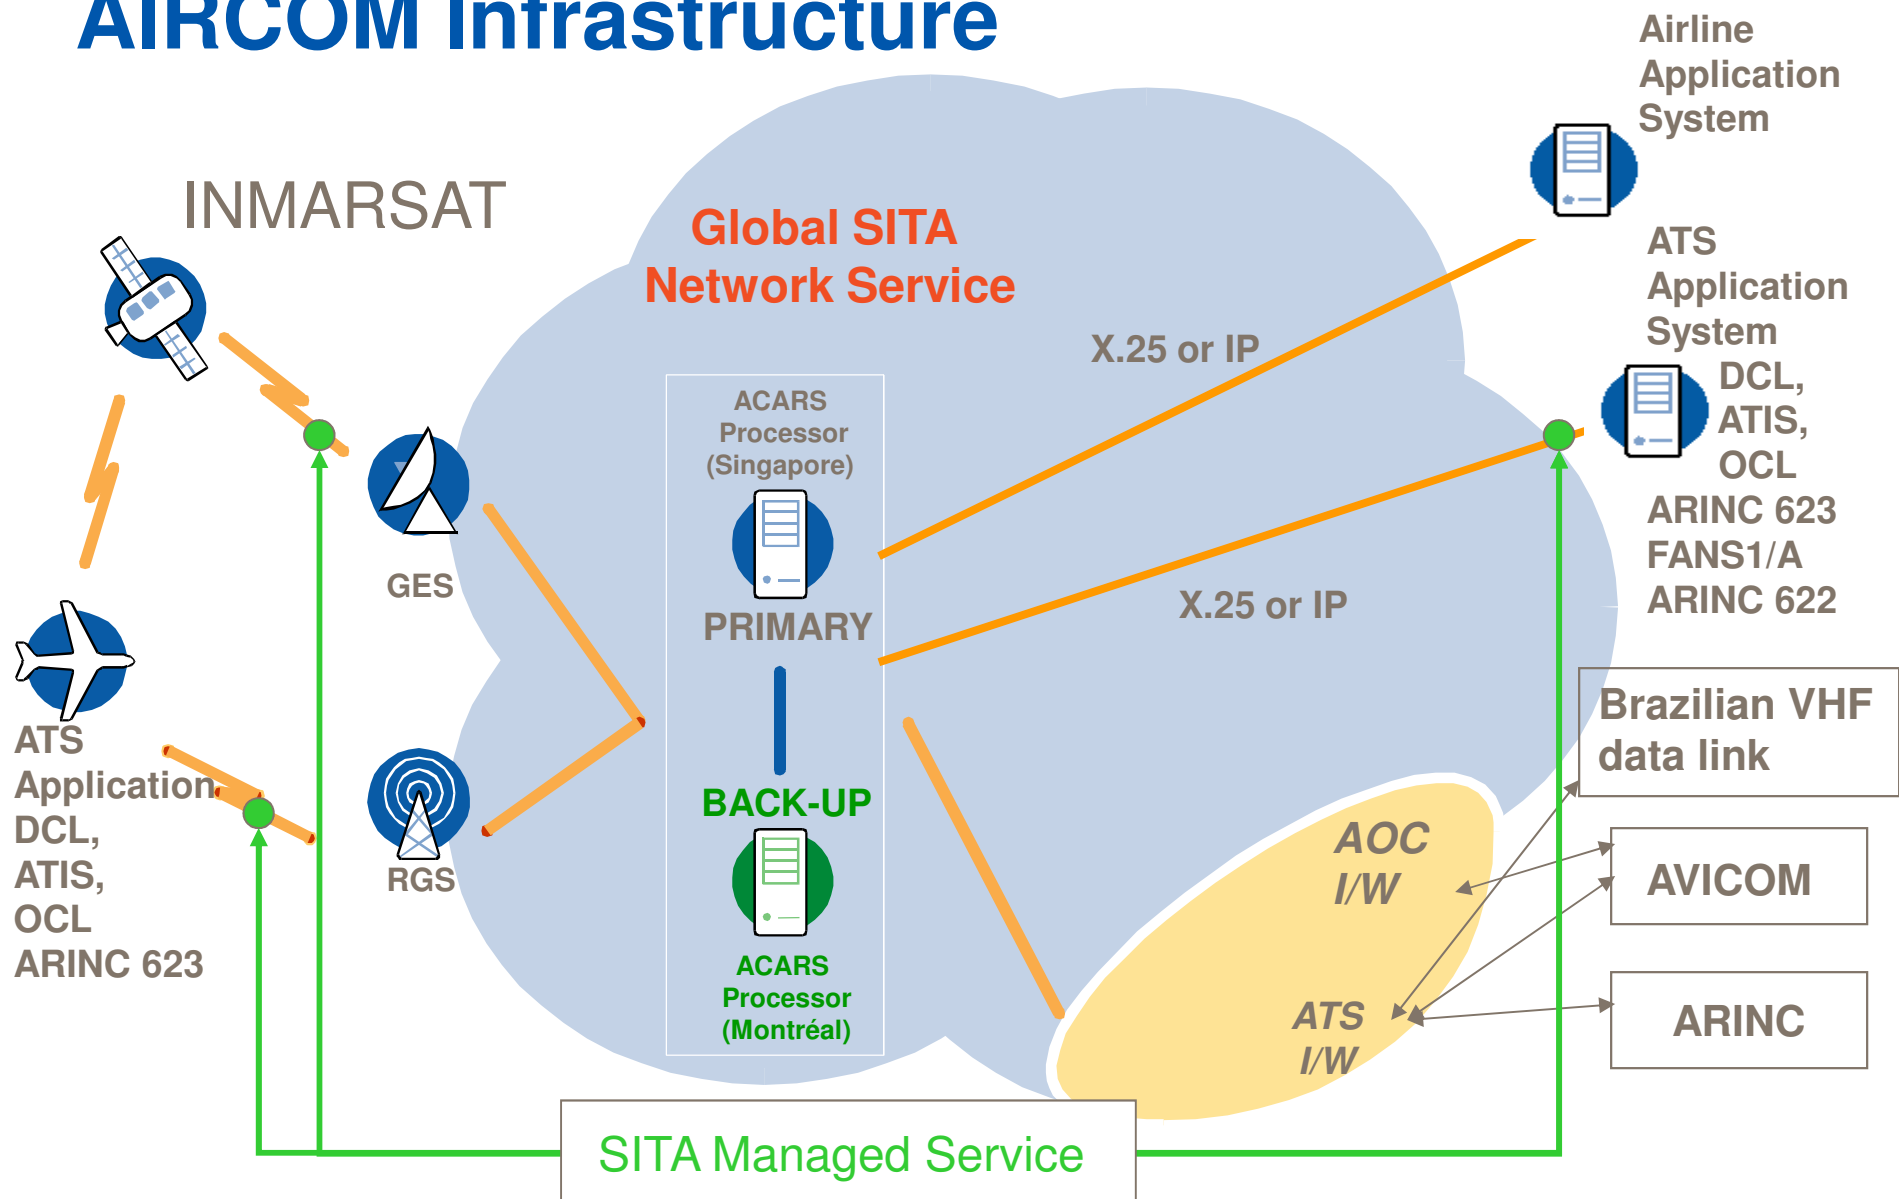 AIRCOM Infrastructure
Airline
Application
System
INMARSAT
Global SITA
Network Service
ATS
Application
System
DCL,
ATIS,
OCL
ARINC 623
FANS1/A
ARINC 622
X.25 or IP
ACARS
Processor
(Singapore)
PRIMARY
X.25 or IP
GES
BACK-UP
ACARS
Processor
(Montréal)
RGS
ATS
Application
DCL,
ATIS,
OCL
ARINC 623
Brazilian VHF
data link
AOC
I/W
AVICOM
ATS
I/W
ARINC
SITA Managed Service